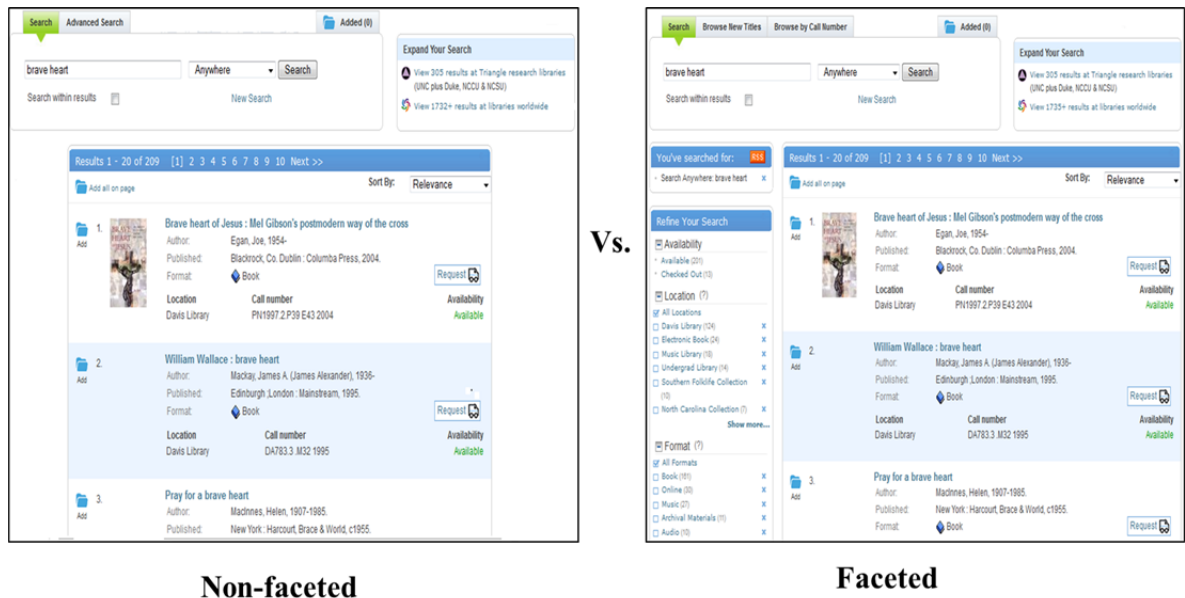 Search Advanced Search Added (0)
brave heart Anywhere Search
Search within results New Search
Expand Your Search
View 305 results at Triangle research libraries
(UNC plus Duke, NCCU & NCSU)
View 1732+ results at libraries worldwide
Results 1 - 20 of 209 [1] 2 3 4 5 6 7 8 9 10 Next >>
Add all on page Sort By: Relevance
1. Brave heart of Jesus : Mel Gibson's postmodern way of the cross
Add Author: Egan, Joe, 1954-
Published: Blackrock, Co. Dublin : Columba Press, 2004.
Format: Book Request
Location Call number Availability
Davis Library PN1997.2.P39 E43 2004 Available
2. William Wallace : brave heart
Add Author: Mackay, James A. (James Alexander), 1936-
Published: Edinburgh ;London : Mainstream, 1995.
Format: Book Request
Location Call number Availability
Davis Library DA783.3 .M32 1995 Available
3. Pray for a brave heart
Add Author: MacInnes, Helen, 1907-1985.
Published: New York : Harcourt, Brace & World, c1955.
Non-faceted
Vs.
Search Browse New Titles Browse by Call Number Added (0)
brave heart Anywhere Search
Search within results New Search
Expand Your Search
View 305 results at Triangle research libraries
(UNC plus Duke, NCCU & NCSU)
View 1735+ results at libraries worldwide
You've searched for: RSS
Search Anywhere: brave heart x
Refine Your Search
Availability
Available (201)
Checked Out (13)
Location (?)
All Locations
Davis Library (124) x
Electronic Book (24) x
Music Library (18) x
Undergrad Library (14) x
Southern Folklife Collection x
(10)
North Carolina Collection (7) x
Show more...
Format (?)
All Formats
Book (161) x
Online (30) x
Music (27) x
Archival Materials (11) x
Audio (10) x
Results 1 - 20 of 209 [1] 2 3 4 5 6 7 8 9 10 Next >>
Add all on page Sort By: Relevance
1. Brave heart of Jesus : Mel Gibson's postmodern way of the cross
Add Author: Egan, Joe, 1954-
Published: Blackrock, Co. Dublin : Columba Press, 2004.
Format: Book Request
Location Call number Availability
Davis Library PN1997.2.P39 E43 2004 Available
2. William Wallace : brave heart
Add Author: Mackay, James A. (James Alexander), 1936-
Published: Edinburgh ;London : Mainstream, 1995.
Format: Book Request
Location Call number Availability
Davis Library DA783.3 .M32 1995 Available
3. Pray for a brave heart
Add Author: MacInnes, Helen, 1907-1985.
Published: New York : Harcourt, Brace & World, c1955.
Format: Book Request
Faceted